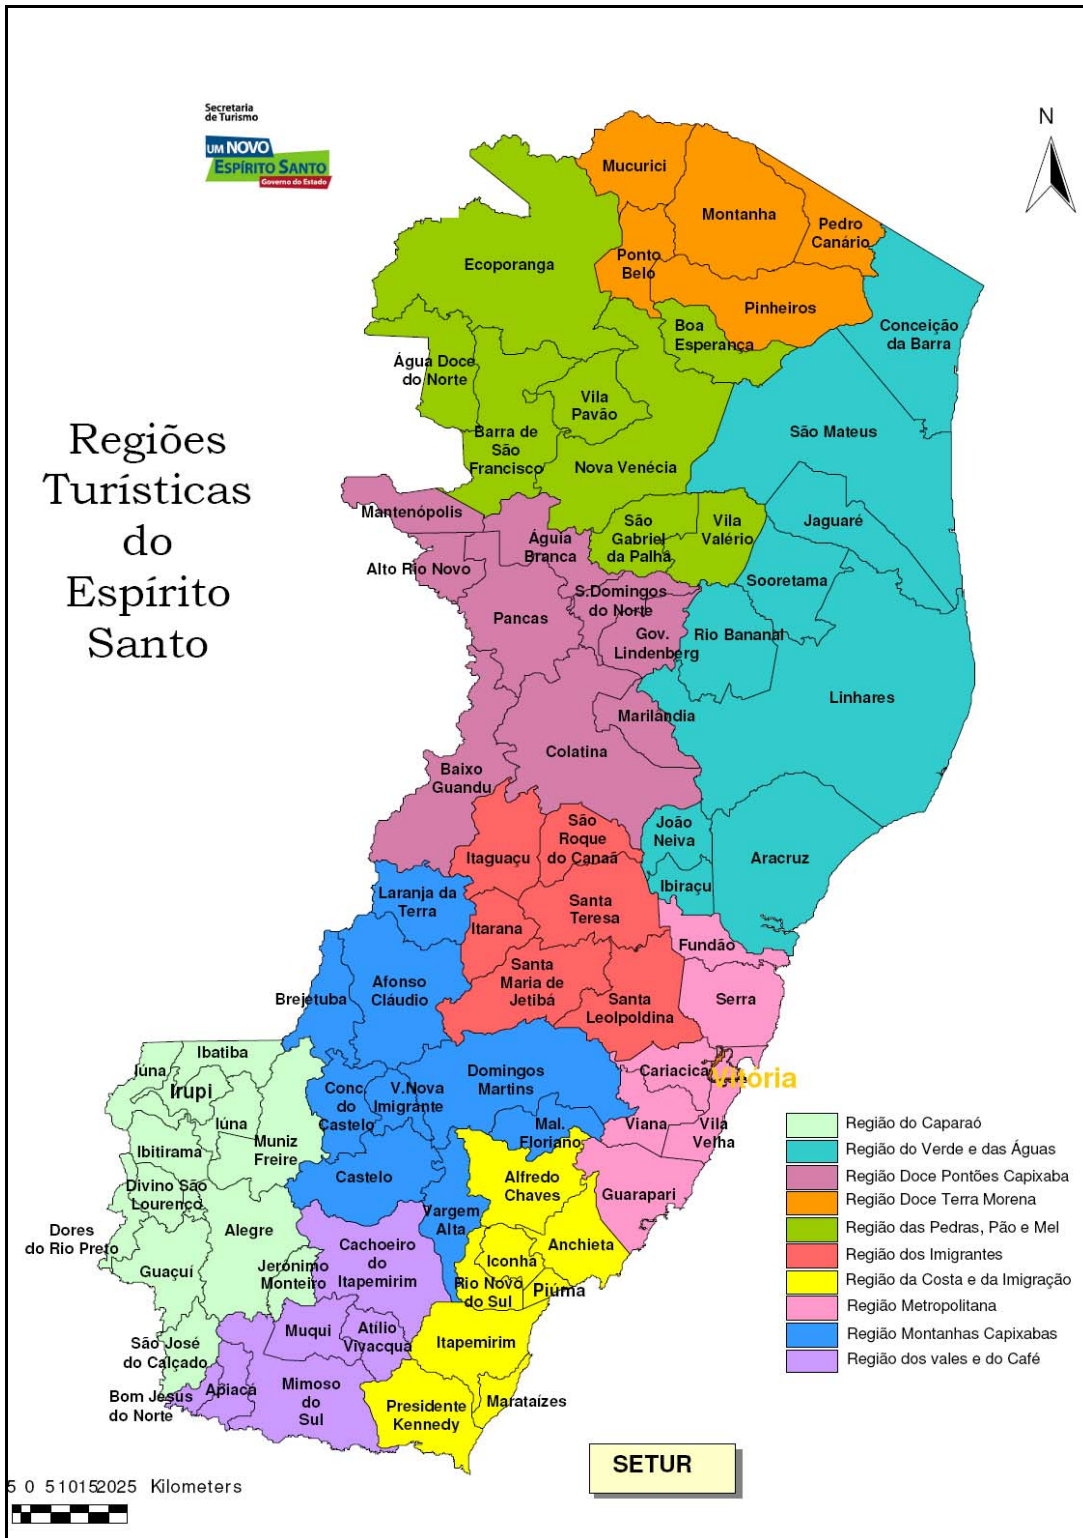 Secretaria
de Turismo
UM NOVO
ESPÍRITO SANTO
Governo do Estado
N
Regiões
Turísticas
do
Espírito
Santo
Mucurici
Montanha
Pedro
Canário
Ponto
Belo
Ecoporanga
Pinheiros
Boa
Esperança
Conceição
da Barra
Água Doce
do Norte
Vila
Pavão
Barra de
São
Francisco
Nova Venécia
São Mateus
Mantenópolis
Águia
Branca
São
Gabriel
da Palha
Vila
Valério
Jaguaré
Alto Rio Novo
Sooretama
S.Domingos
do Norte
Pancas
Gov.
Lindenberg
Rio Bananal
Linhares
Marilândia
Colatina
Baixo
Guandu
João
Neiva
São
Roque
do Canaã
Itaguaçu
Aracruz
Ibiraçu
Laranja da
Terra
Santa
Teresa
Itarana
Fundão
Santa
Maria de
Jetibá
Afonso
Cláudio
Brejetuba
Serra
Santa
Leolpoldina
Ibatiba
Iúna
Irupi
Iúna
Cariacica
Vitória
Domingos
Martins
Conc.
do
Castelo
V.Nova
Imigrante
Mal.
Floriano
Viana
Vila
Velha
Muniz
Freire
Ibitirama
Castelo
Alfredo
Chaves
Guarapari
Divino São
Lourenço
Vargem
Alta
Dores
do Rio Preto
Alegre
Cachoeiro
do
Itapemirim
Anchieta
Iconha
Guaçuí
Jerônimo
Monteiro
Rio Novo
do Sul
Piúma
Muqui
Atílio
Vivacqua
Itapemirim
São José
do Calçado
Apiacá
Bom Jesus
do Norte
Mimoso
do
Sul
Presidente
Kennedy
Marataízes
Região do Caparaó
Região do Verde e das Águas
Região Doce Pontões Capixaba
Região Doce Terra Morena
Região das Pedras, Pão e Mel
Região dos Imigrantes
Região da Costa e da Imigração
Região Metropolitana
Região Montanhas Capixabas
Região dos vales e do Café
SETUR
5 0 510152025 Kilometers